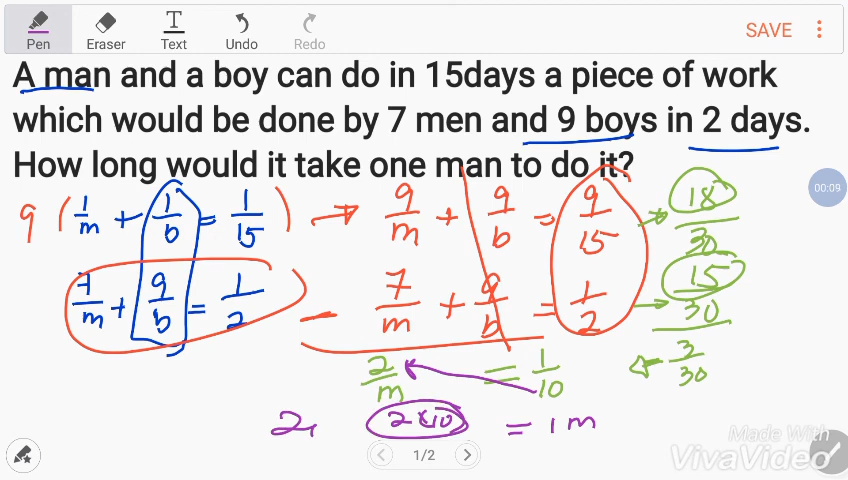 Pen Eraser Text Undo Redo SAVE
A man and a boy can do in 15days a piece of work
which would be done by 7 men and 9 boys in 2 days.
How long would it take one man to do it?
00:09
9 ( 1/m + 1/b = 1/15 ) → 9/m + 9/b = 9/15 → 18/30
7/m + 9/b = 1/2 - 7/m + 9/b = 1/2 → 15/30
2/m = 1/10 ← 3/30
2, 2×10 = 1m
1/2
Made With
VivaVideo